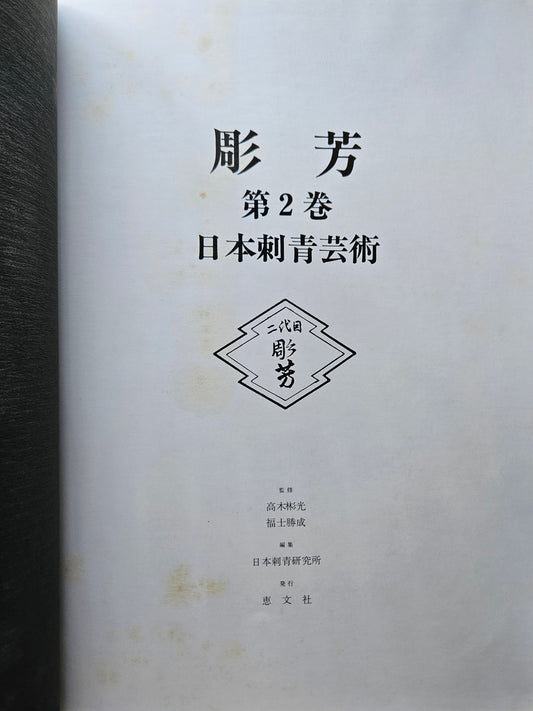 彫芳
第2巻
日本刺青芸術
二代目
彫
芳
監修
高木彬光
福士勝成
編集
日本刺青研究所
発行
恵文社